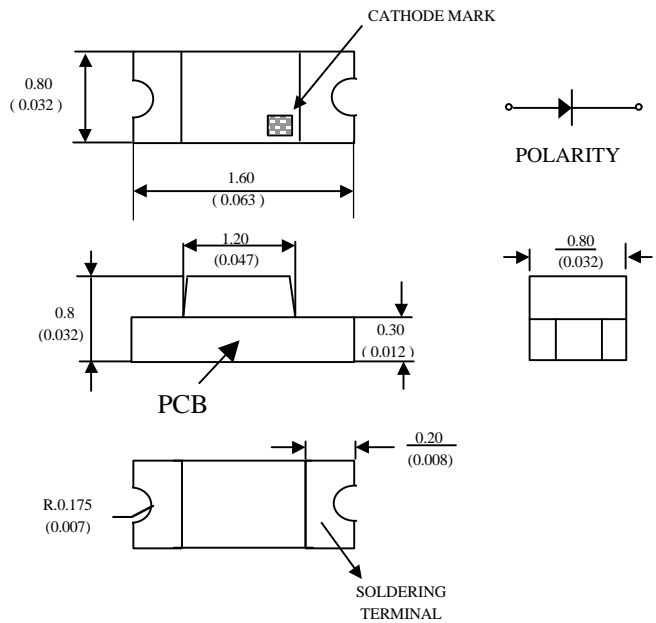 CATHODE MARK
0.80
( 0.032 )
POLARITY
1.60
( 0.063 )
1.20
(0.047)
0.80
(0.032)
0.8
(0.032)
0.30
( 0.012 )
PCB
0.20
(0.008)
R.0.175
(0.007)
SOLDERING
TERMINAL